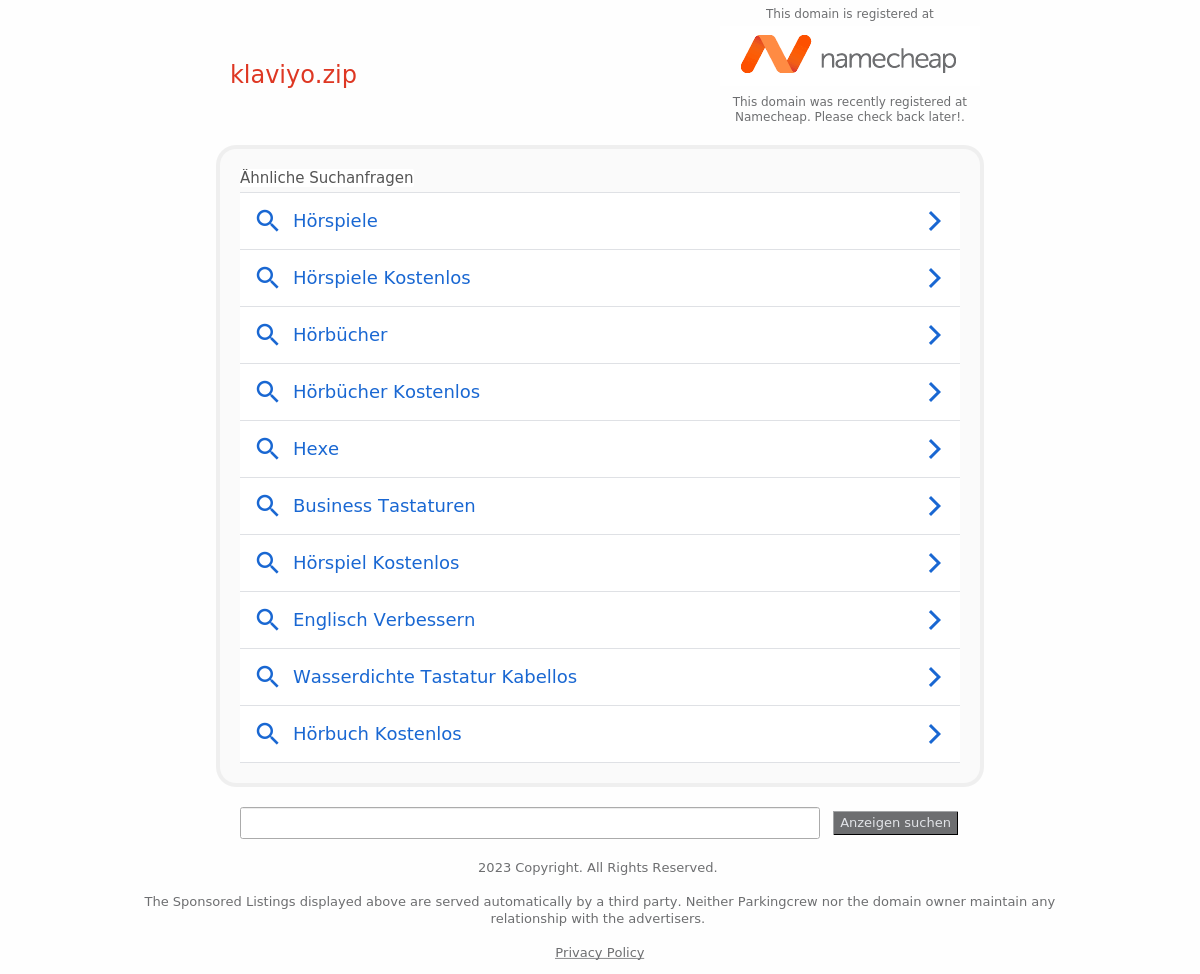 This domain is registered at
namecheap
klaviyo.zip
This domain was recently registered at
Namecheap. Please check back later!.
Ähnliche Suchanfragen
Hörspiele
Hörspiele Kostenlos
Hörbücher
Hörbücher Kostenlos
Hexe
Business Tastaturen
Hörspiel Kostenlos
Englisch Verbessern
Wasserdichte Tastatur Kabellos
Hörbuch Kostenlos
Anzeigen suchen
2023 Copyright. All Rights Reserved.
The Sponsored Listings displayed above are served automatically by a third party. Neither Parkingcrew nor the domain owner maintain any
relationship with the advertisers.
Privacy Policy